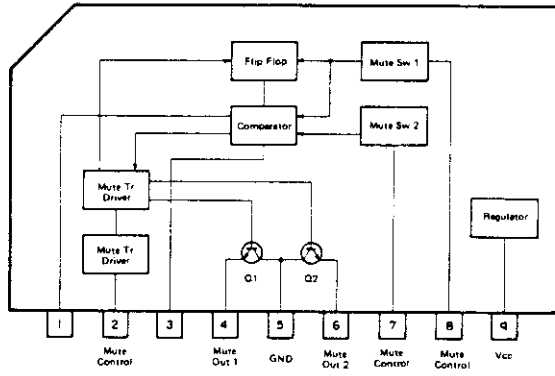 Flip Flop
Mute Sw 1
Comparator
Mute Sw 2
Mute Tr
Driver
Regulator
Mute Tr
Driver
Q1
Q2
1
2
3
4
5
6
7
8
9
Mute
Control
Mute
Out 1
GND
Mute
Out 2
Mute
Control
Mute
Control
Vcc